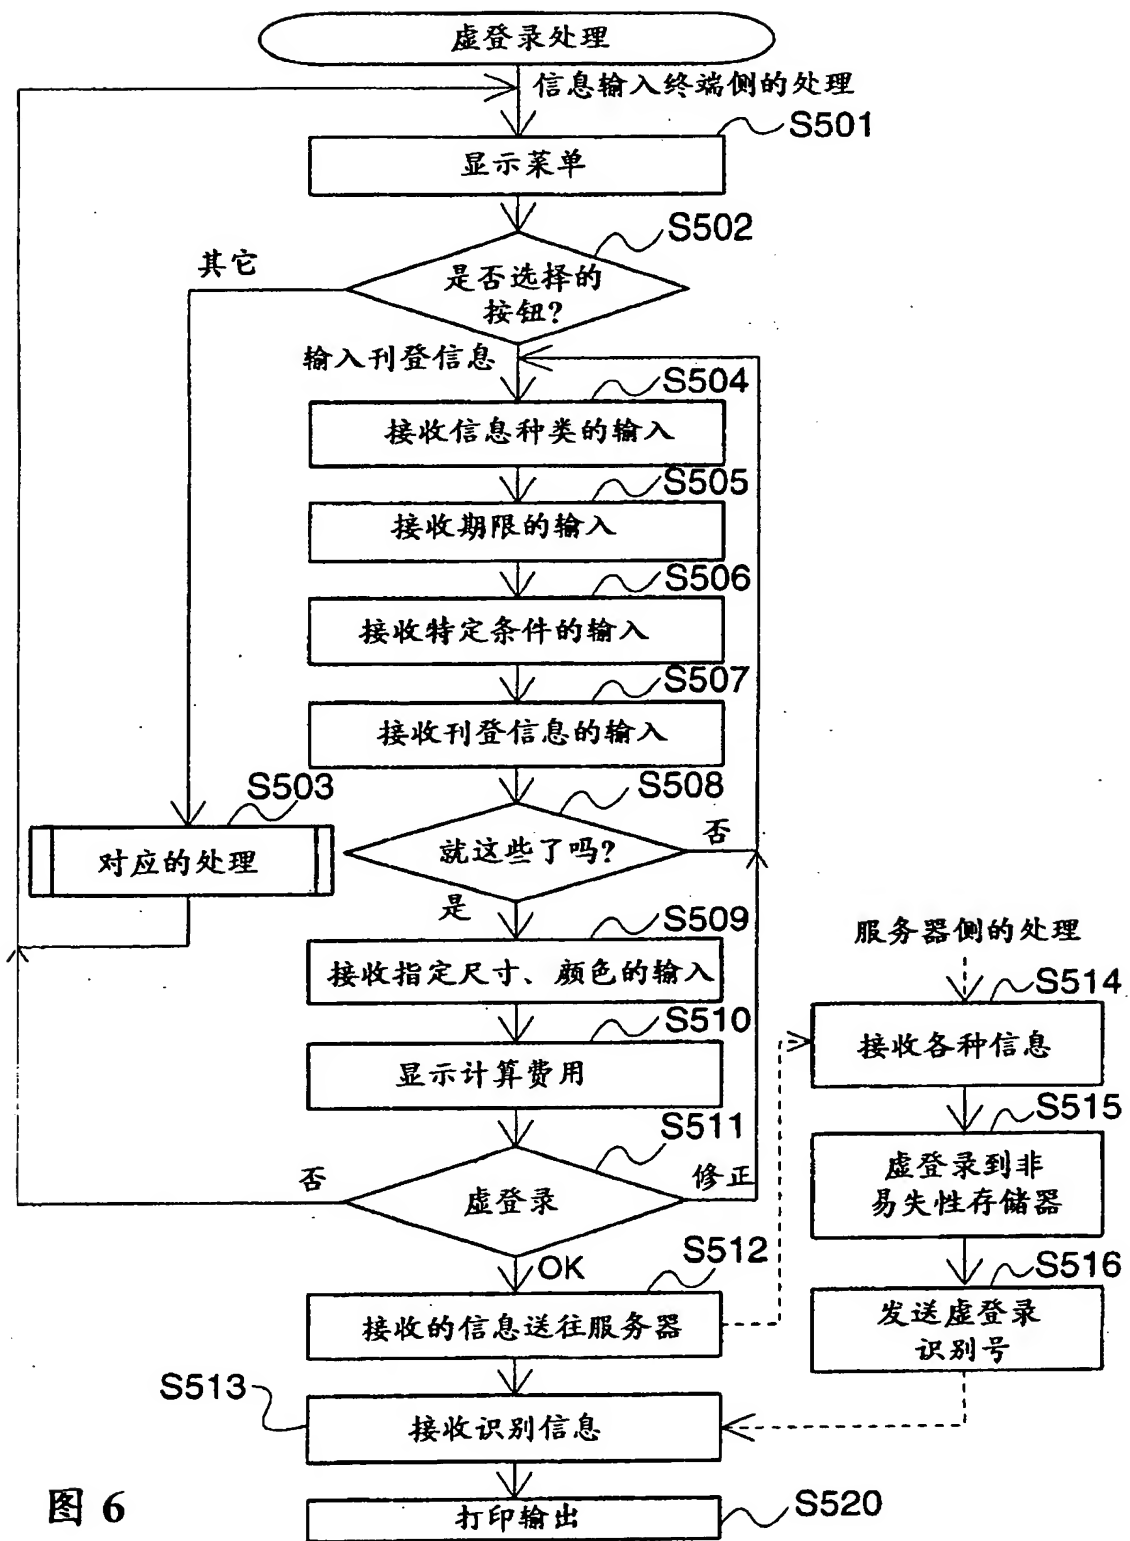 虚登录处理
信息输入终端侧的处理
S501
显示菜单
S502
其它
是否选择的
按钮?
输入刊登信息
S504
接收信息种类的输入
S505
接收期限的输入
S506
接收特定条件的输入
S507
接收刊登信息的输入
S503
对应的处理
S508
就这些了吗?
否
是
S509
接收指定尺寸、颜色的输入
S510
显示计算费用
S511
否
虚登录
修正
OK
S512
接收的信息送往服务器
服务器侧的处理
S514
接收各种信息
S515
虚登录到非
易失性存储器
S516
发送虚登录
识别号
S513
接收识别信息
S520
打印输出
图 6